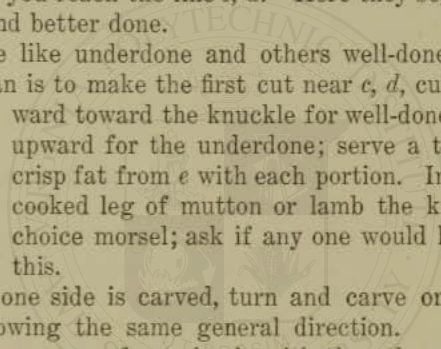 and better done.
like underdone and others well-done
is to make the first cut near c, d, cu
ward toward the knuckle for well-done
upward for the underdone; serve a t
crisp fat from e with each portion. In
cooked leg of mutton or lamb the k
choice morsel; ask if any one would l
this.
one side is carved, turn and carve on
owing the same general direction.